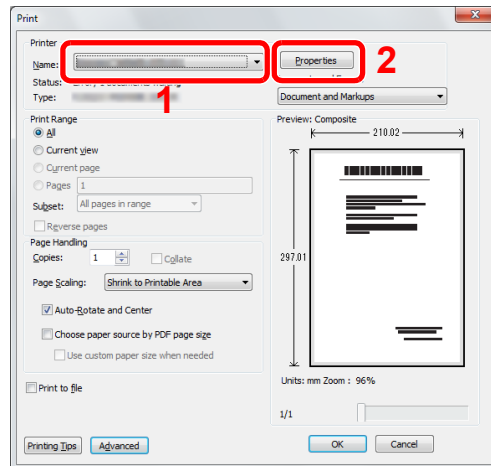 Print
Printer
Name:
Properties
2
Status:
1
Type:
Document and Markups
Print Range
All
Current view
Current page
Pages 1
Subset: All pages in range
Reverse pages
Preview: Composite
210.02
297.01
Page Handling
Copies: 1 Collate
Page Scaling: Shrink to Printable Area
Auto-Rotate and Center
Choose paper source by PDF page size
Use custom paper size when needed
Print to file
Units: mm Zoom : 96%
1/1
Printing Tips Advanced OK Cancel